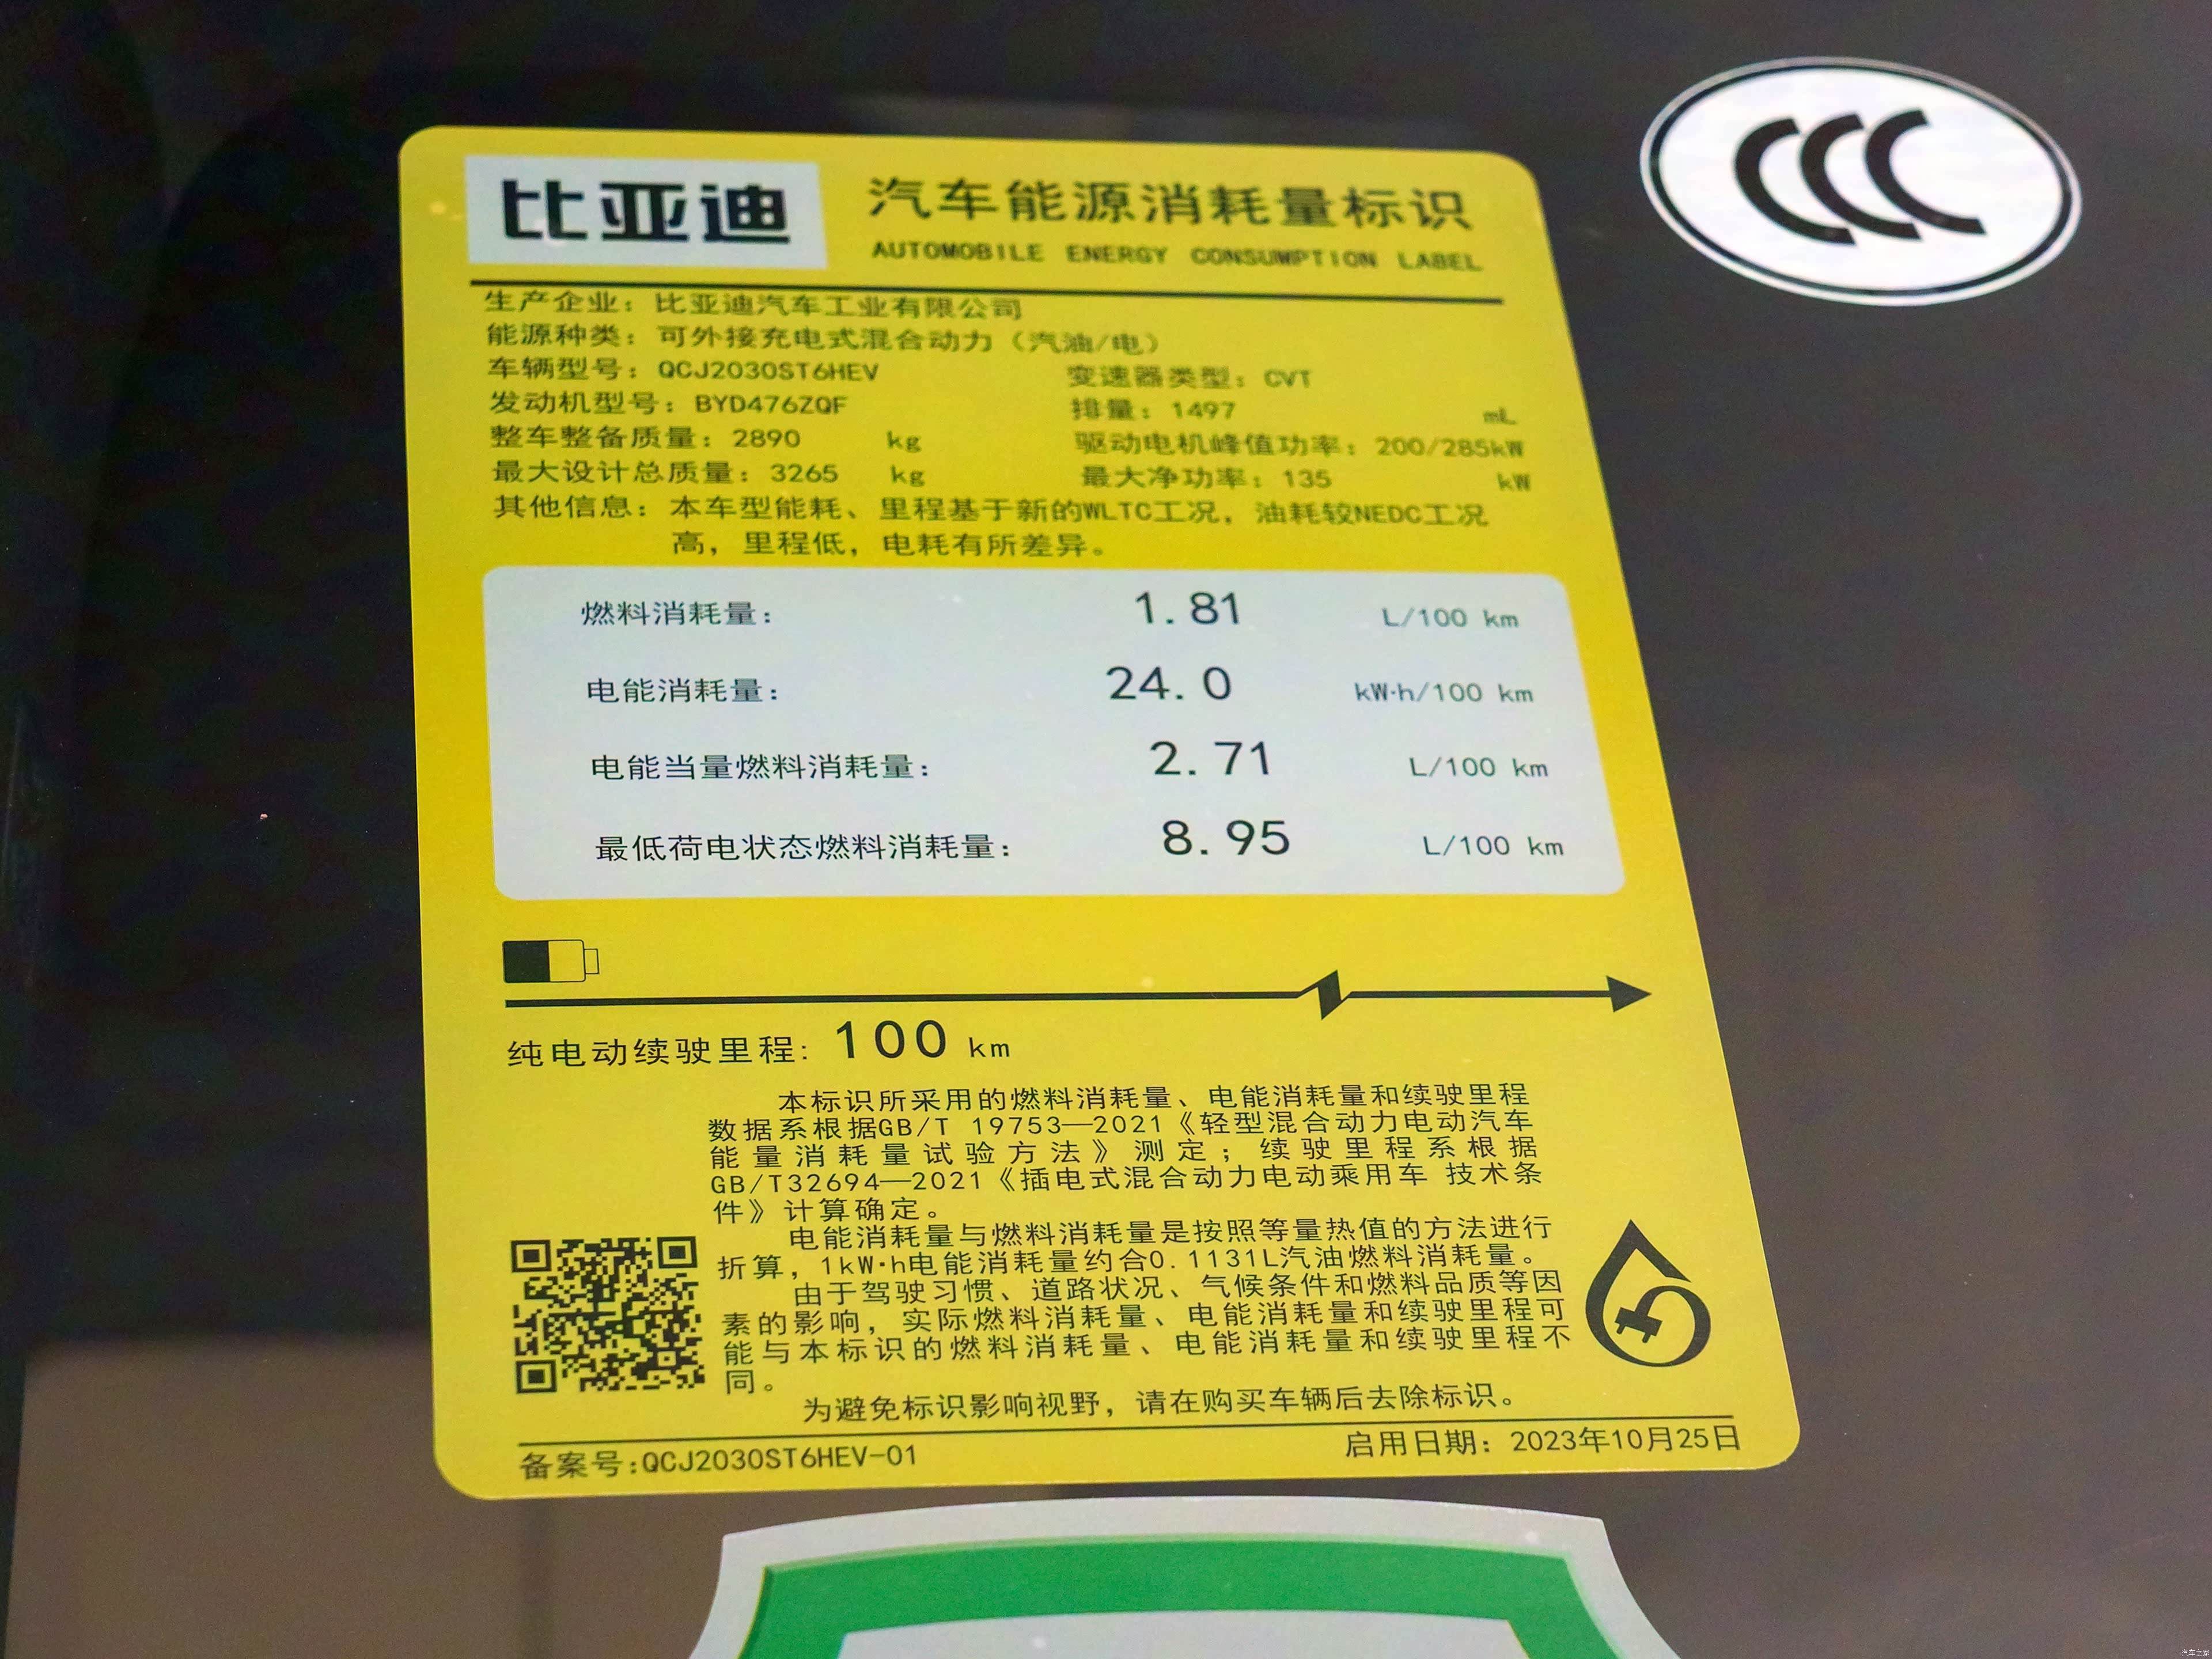 比亚迪 汽车能源消耗量标识
AUTOMOBILE ENERGY CONSUMPTION LABEL
生产企业：比亚迪汽车工业有限公司
能源种类：可外接充电式混合动力（汽油/电）
车辆型号：QCJ2030ST6HEV 变速器类型：CVT
发动机型号：BYD476ZQF 排量：1497 mL
整车整备质量：2890 kg 驱动电机峰值功率：200/285kW
最大设计总质量：3265 kg 最大净功率：135 kW
其他信息：本车型能耗、里程基于新的WLTC工况，油耗较NEDC工况
高，里程低，电耗有所差异。
燃料消耗量： 1.81 L/100 km
电能消耗量： 24.0 kW·h/100 km
电能当量燃料消耗量： 2.71 L/100 km
最低荷电状态燃料消耗量： 8.95 L/100 km
纯电动续驶里程: 100 km
本标识所采用的燃料消耗量、电能消耗量和续驶里程
数据系根据GB/T 19753—2021《轻型混合动力电动汽车
能量消耗量试验方法》测定；续驶里程系根据
GB/T32694—2021《插电式混合动力电动乘用车 技术条
件》计算确定。
电能消耗量与燃料消耗量是按照等量热值的方法进行
折算，1kW·h电能消耗量约合0.1131L汽油燃料消耗量。
由于驾驶习惯、道路状况、气候条件和燃料品质等因
素的影响，实际燃料消耗量、电能消耗量和续驶里程可
能与本标识的燃料消耗量、电能消耗量和续驶里程不
同。
为避免标识影响视野，请在购买车辆后去除标识。
备案号:QCJ2030ST6HEV-01 启用日期：2023年10月25日
CCC
汽车之家